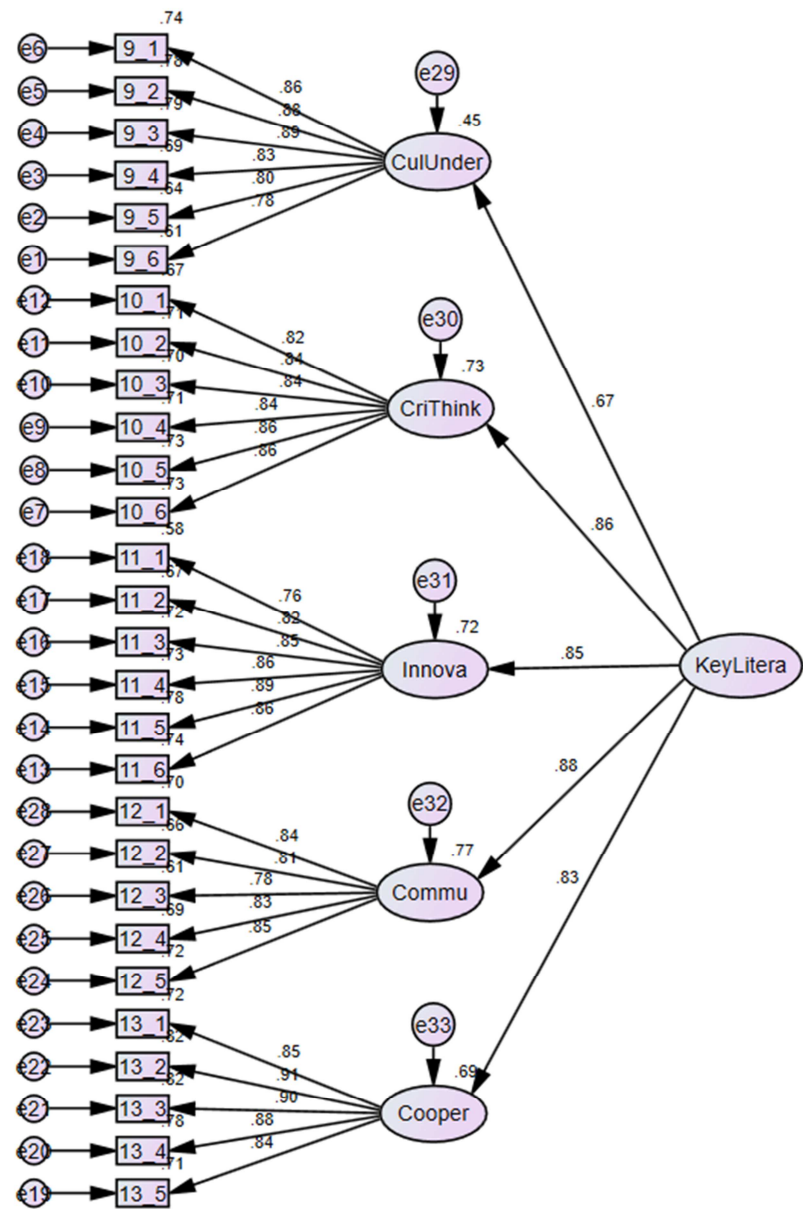 .74
e6 9_1
.78
e5 9_2
.79
e4 9_3
.69
e3 9_4
.64
e2 9_5
.61
e1 9_6
.67
.86
.88
.89
.83
.80
.78
e29
.45
CulUnder
e12 10_1
.71
e11 10_2
.70
e10 10_3
.71
e9 10_4
.73
e8 10_5
.73
e7 10_6
.58
.82
.84
.84
.84
.86
.86
e30
.73
CriThink
.67
.86
e18 11_1
.67
e17 11_2
.72
e16 11_3
.73
e15 11_4
.78
e14 11_5
.74
e13 11_6
.70
.76
.82
.85
.86
.89
.86
e31
.72
Innova
.85
KeyLitera
e28 12_1
.66
e27 12_2
.61
e26 12_3
.69
e25 12_4
.72
e24 12_5
.72
.84
.81
.78
.83
.85
e32
.77
Commu
.88
.83
e23 13_1
.82
e22 13_2
.82
e21 13_3
.78
e20 13_4
.71
e19 13_5
.85
.91
.90
.88
.84
e33
.69
Cooper